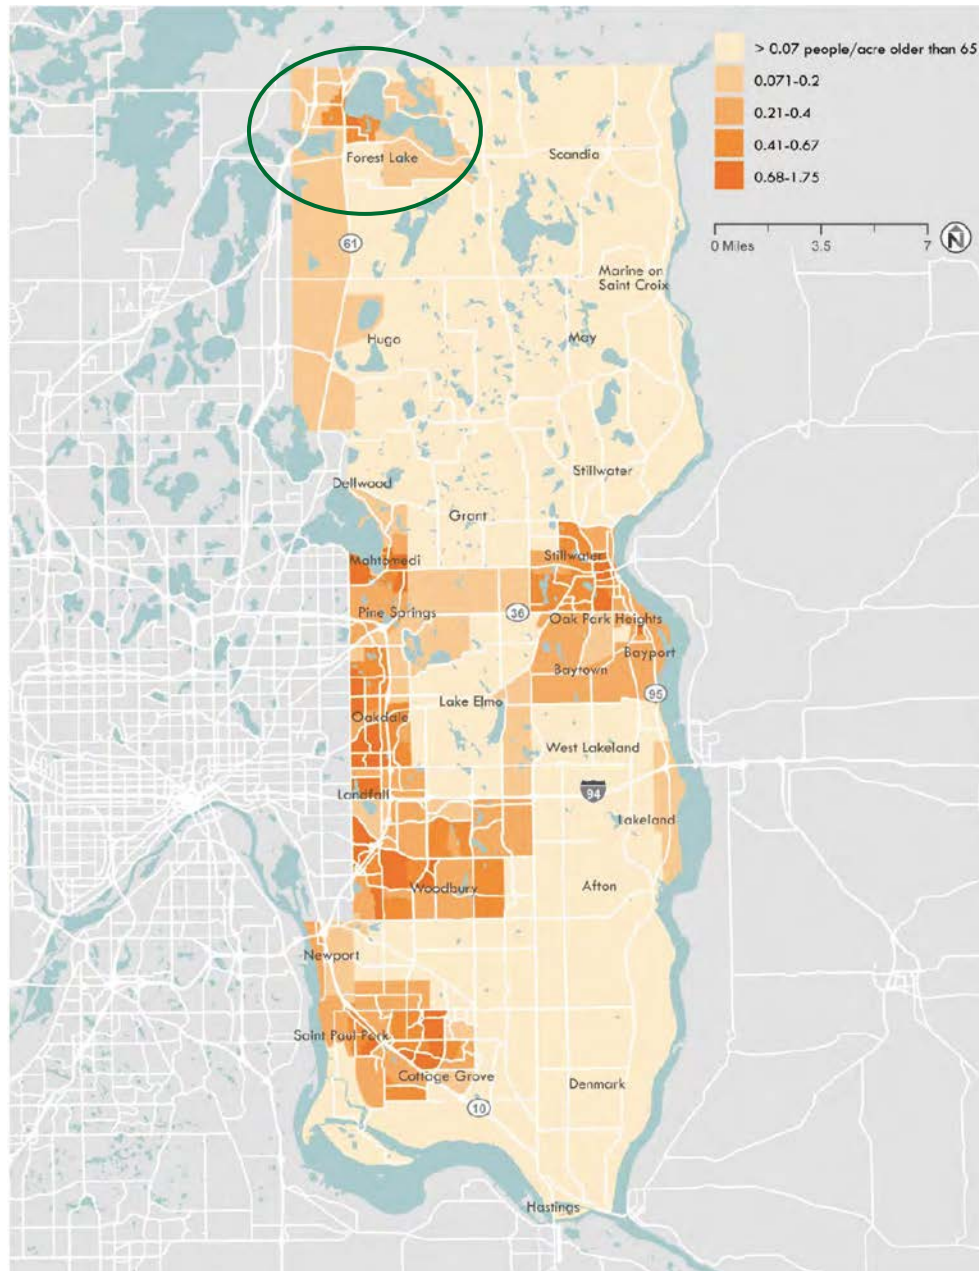 > 0.07 people/acre older than 65
0.071-0.2
0.21-0.4
0.41-0.67
0.68-1.75
0 Miles 3.5 7
N
Forest Lake
Scandia
61
Marine on
Saint Croix
Hugo
May
Stillwater
Dellwood
Grant
Mahtomedi
Stillwater
Pine Springs
36
Oak Park Heights
Bayport
Baytown
95
Lake Elmo
Oakdale
West Lakeland
Landfall
94
Lakeland
Woodbury
Afton
Newport
Saint Paul Park
Cottage Grove
Denmark
10
Hastings